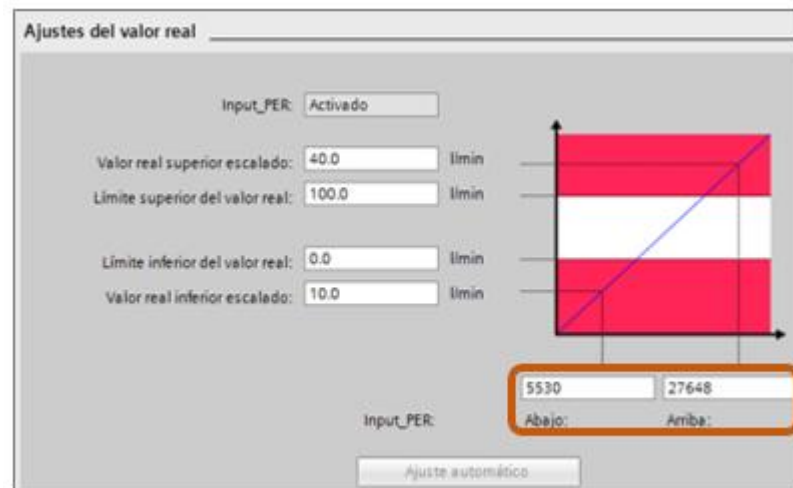 Ajustes del valor real
Input_PER: Activado
Valor real superior escalado: 40.0 l/min
Límite superior del valor real: 100.0 l/min
Límite inferior del valor real: 0.0 l/min
Valor real inferior escalado: 10.0 l/min
5530 27648
Input_PER: Abajo: Arriba:
Ajuste automático